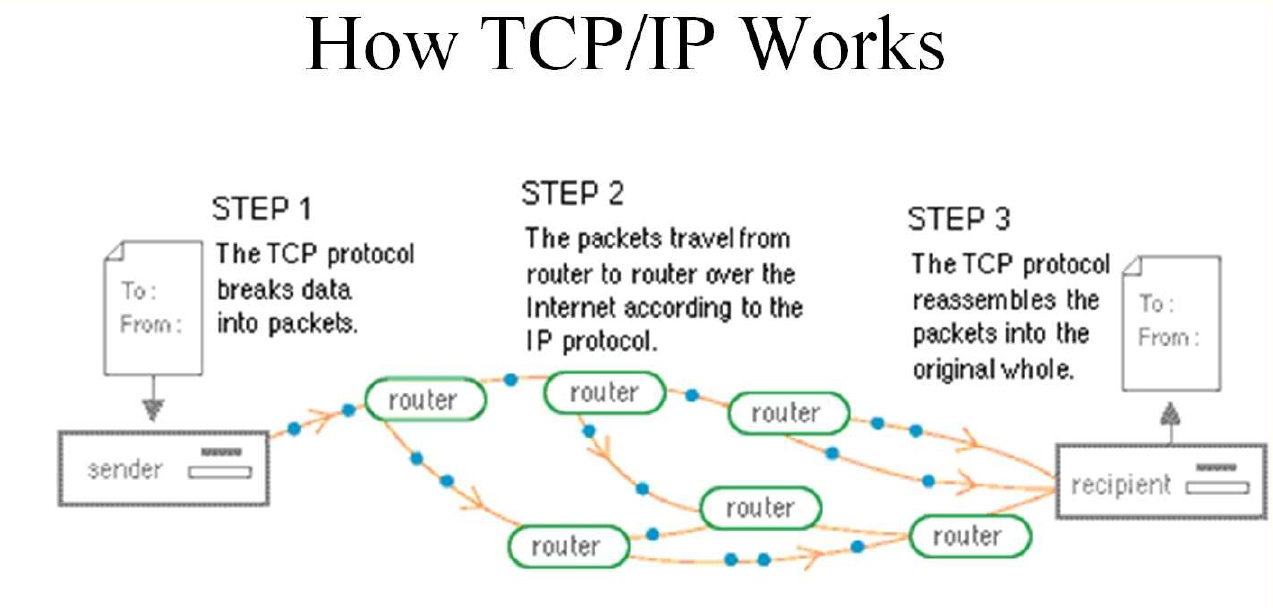 How TCP/IP Works
STEP 1
The TCP protocol
breaks data
into packets.
STEP 2
The packets travel from
router to router over the
Internet according to the
IP protocol.
STEP 3
The TCP protocol
reassembles the
packets into the
original whole.
To:
From:
To:
From:
sender
router
router
router
router
router
router
recipient